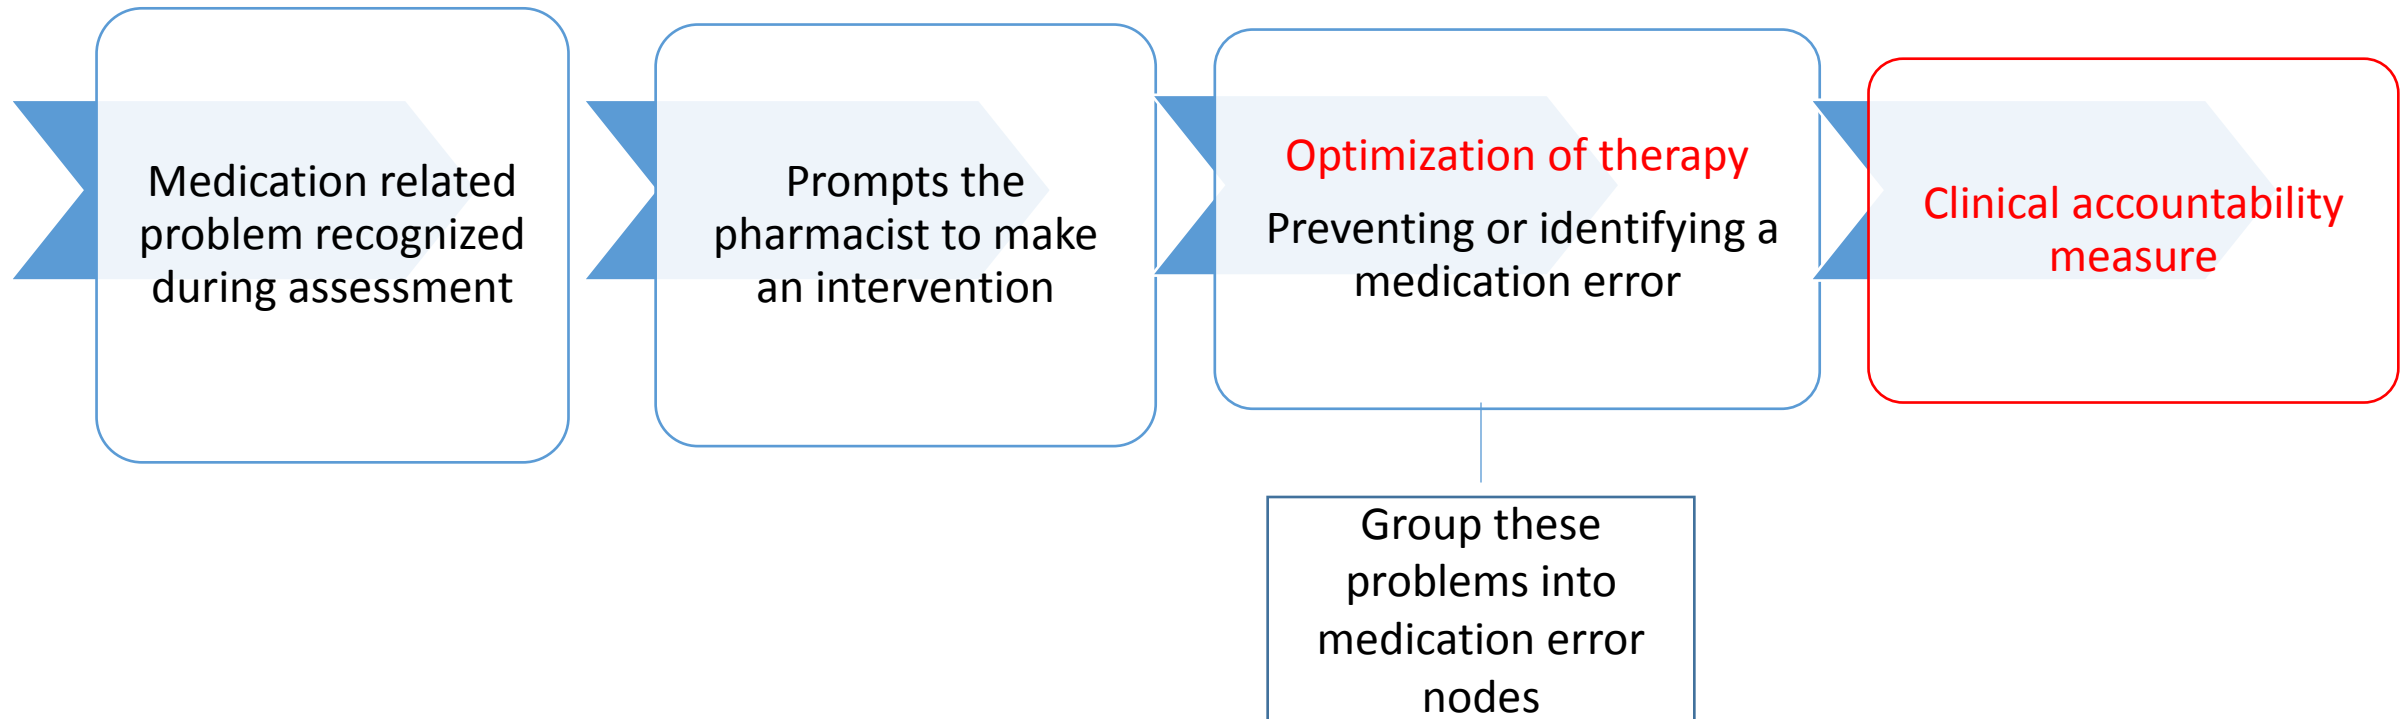 Medication related
problem recognized
during assessment
Prompts the
pharmacist to make
an intervention
Optimization of therapy
Preventing or identifying a
medication error
Clinical accountability
measure
Group these
problems into
medication error
nodes